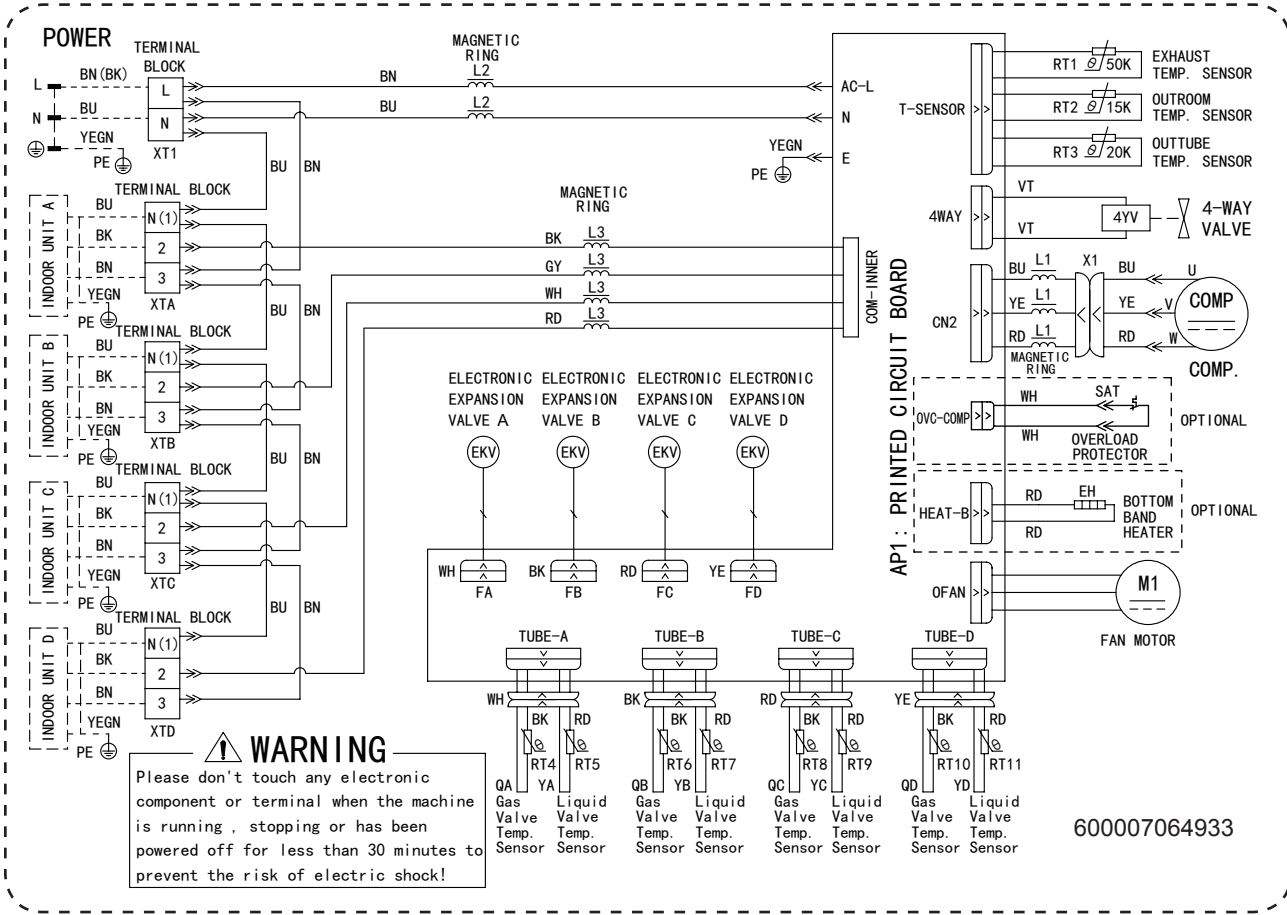 POWER
TERMINAL
BLOCK
L
BN(BK)
N
BU
YEGN
PE
L
N
XT1
BU
BN
BN
BU
MAGNETIC
RING
L2
L2
AC-L
N
YEGN
E
PE
INDOOR UNIT A
TERMINAL BLOCK
BU
BK
BN
YEGN
PE
N(1)
2
3
XTA
BU
BN
INDOOR UNIT B
TERMINAL BLOCK
BU
BK
BN
YEGN
PE
N(1)
2
3
XTB
BU
BN
INDOOR UNIT C
TERMINAL BLOCK
BU
BK
BN
YEGN
PE
N(1)
2
3
XTC
BU
BN
INDOOR UNIT D
TERMINAL BLOCK
BU
BK
BN
YEGN
PE
N(1)
2
3
XTD
MAGNETIC
RING
BK
L3
GY
L3
WH
L3
RD
L3
COM-INNER
AP1: PRINTED CIRCUIT BOARD
ELECTRONIC
EXPANSION
VALVE A
EKV
WH
FA
ELECTRONIC
EXPANSION
VALVE B
EKV
BK
FB
ELECTRONIC
EXPANSION
VALVE C
EKV
RD
FC
ELECTRONIC
EXPANSION
VALVE D
EKV
YE
FD
T-SENSOR
RT1
θ
50K
EXHAUST
TEMP. SENSOR
RT2
θ
15K
OUTROOM
TEMP. SENSOR
RT3
θ
20K
OUTTUBE
TEMP. SENSOR
4WAY
VT
VT
4YV
4-WAY
VALVE
CN2
BU
L1
X1
BU
U
YE
L1
YE
V
RD
L1
RD
W
MAGNETIC
RING
COMP
COMP.
OVC-COMP
WH
SAT
WH
OVERLOAD
PROTECTOR
OPTIONAL
HEAT-B
RD
EH
RD
BOTTOM
BAND
HEATER
OPTIONAL
OFAN
M1
FAN MOTOR
TUBE-A
WH
BK
RD
θ
RT4
θ
RT5
QA
YA
Gas
Valve
Temp.
Sensor
Liquid
Valve
Temp.
Sensor
TUBE-B
BK
BK
RD
θ
RT6
θ
RT7
QB
YB
Gas
Valve
Temp.
Sensor
Liquid
Valve
Temp.
Sensor
TUBE-C
RD
BK
RD
θ
RT8
θ
RT9
QC
YC
Gas
Valve
Temp.
Sensor
Liquid
Valve
Temp.
Sensor
TUBE-D
YE
BK
RD
θ
RT10
θ
RT11
QD
YD
Gas
Valve
Temp.
Sensor
Liquid
Valve
Temp.
Sensor
WARNING
Please don't touch any electronic
component or terminal when the machine
is running , stopping or has been
powered off for less than 30 minutes to
prevent the risk of electric shock!
600007064933